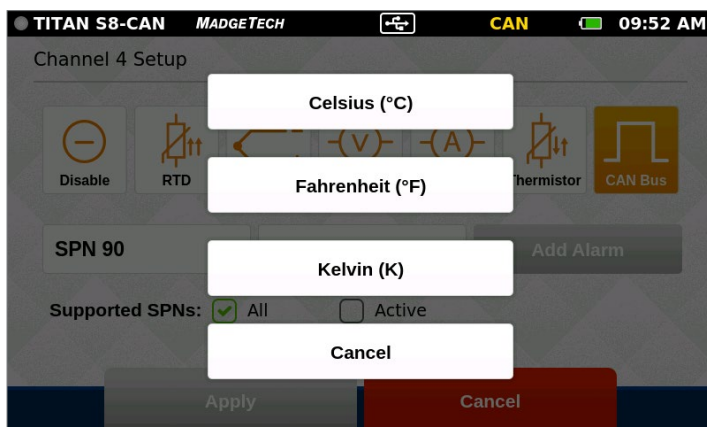 TITAN S8-CAN MADGETECH CAN 09:52 AM
Channel 4 Setup
Celsius (°C)
V A
Disable RTD Thermistor CAN Bus
Fahrenheit (°F)
SPN 90 Add Alarm
Kelvin (K)
Supported SPNs: All Active
Cancel
Apply Cancel